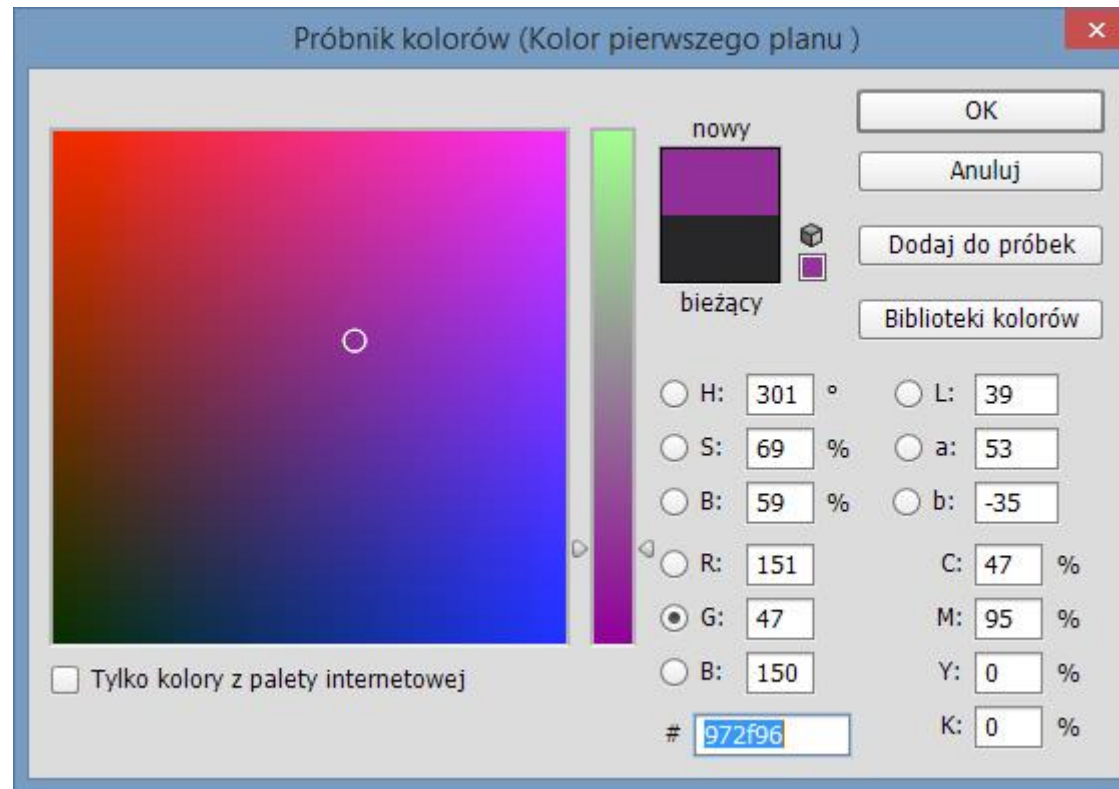 Próbnik kolorów (Kolor pierwszego planu )
x
nowy
bieżący
OK
Anuluj
Dodaj do próbek
Biblioteki kolorów
H: 301 °
S: 69 %
B: 59 %
R: 151
G: 47
B: 150
# 972f96
L: 39
a: 53
b: -35
C: 47 %
M: 95 %
Y: 0 %
K: 0 %
Tylko kolory z palety internetowej